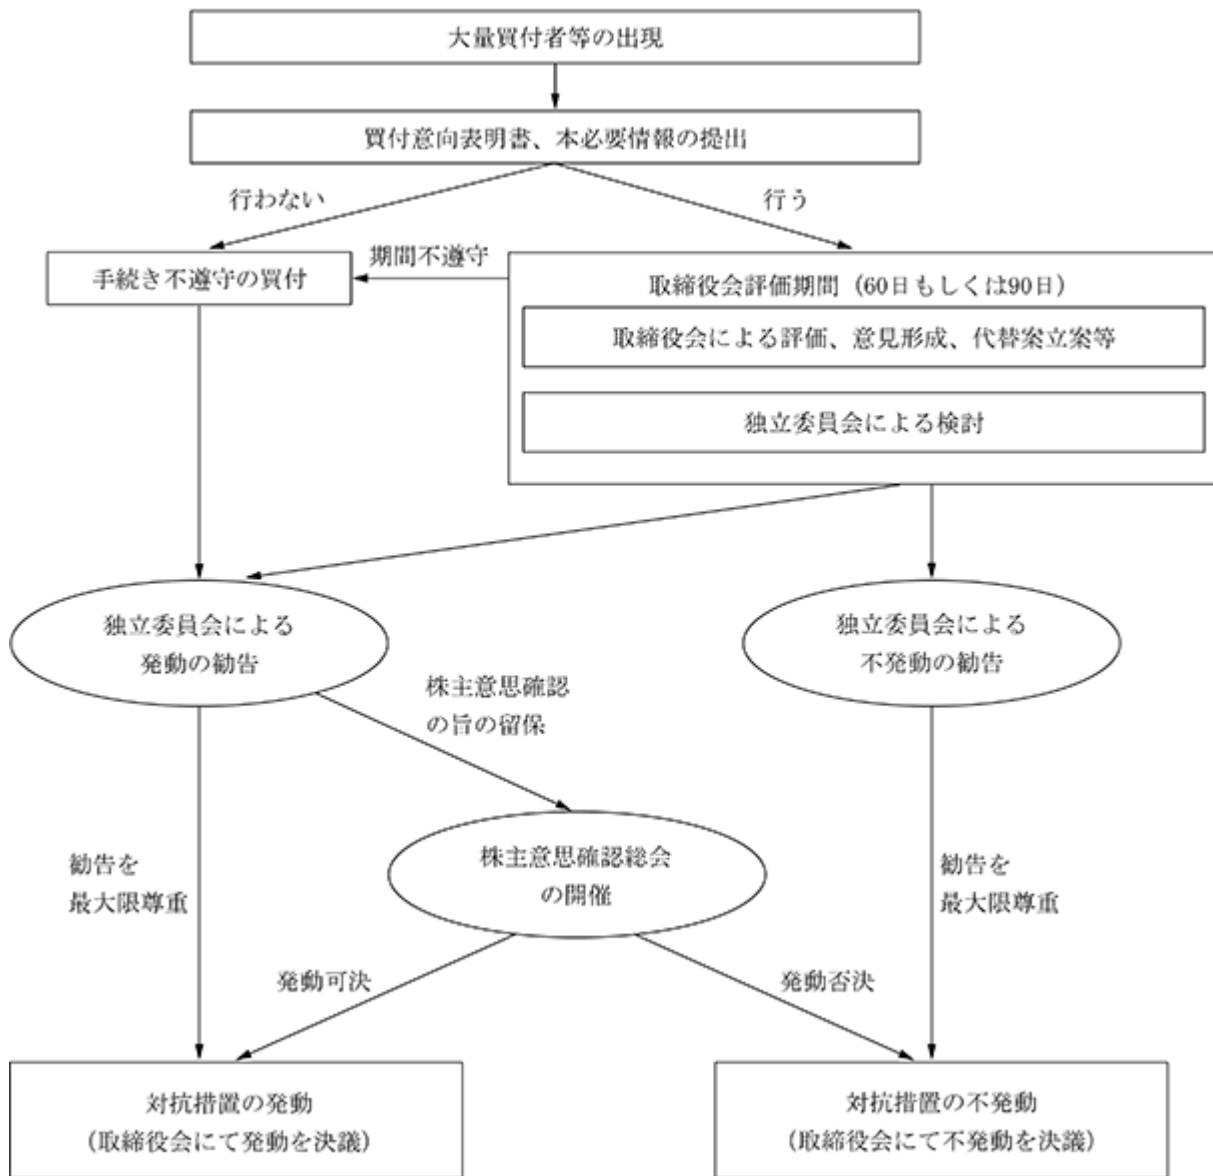 大量買付者等の出現
買付意向表明書、本必要情報の提出
行わない
行う
期間不遵守
手続き不遵守の買付
取締役会評価期間（60日もしくは90日）
取締役会による評価、意見形成、代替案立案等
独立委員会による検討
独立委員会による
発動の勧告
独立委員会による
不発動の勧告
株主意思確認
の旨の留保
株主意思確認総会
の開催
勧告を
最大限尊重
勧告を
最大限尊重
発動可決
発動否決
対抗措置の発動
（取締役会にて発動を決議）
対抗措置の不発動
（取締役会にて不発動を決議）